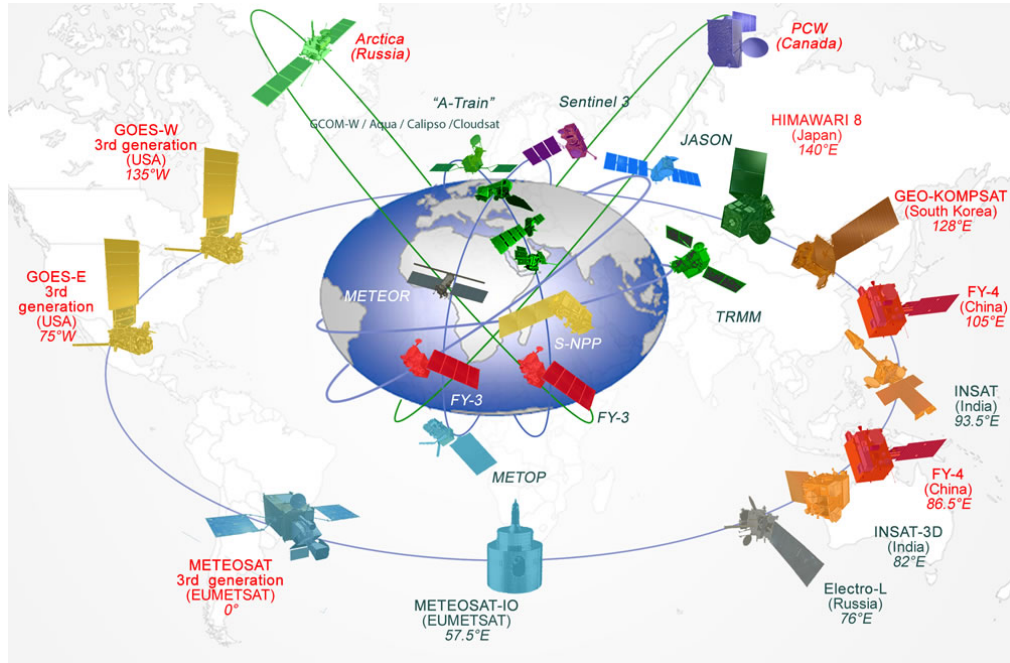 Arctica
(Russia)
PCW
(Canada)
"A-Train"
GCOM-W / Aqua / Calipso /Cloudsat
Sentinel 3
JASON
HIMAWARI 8
(Japan)
140°E
GOES-W
3rd generation
(USA)
135°W
GEO-KOMPSAT
(South Korea)
128°E
GOES-E
3rd
generation
(USA)
75°W
METEOR
TRMM
FY-4
(China)
105°E
S-NPP
FY-3
FY-3
INSAT
(India)
93.5°E
METOP
FY-4
(China)
86.5°E
INSAT-3D
(India)
82°E
METEOSAT
3rd generation
(EUMETSAT)
0°
METEOSAT-IO
(EUMETSAT)
57.5°E
Electro-L
(Russia)
76°E